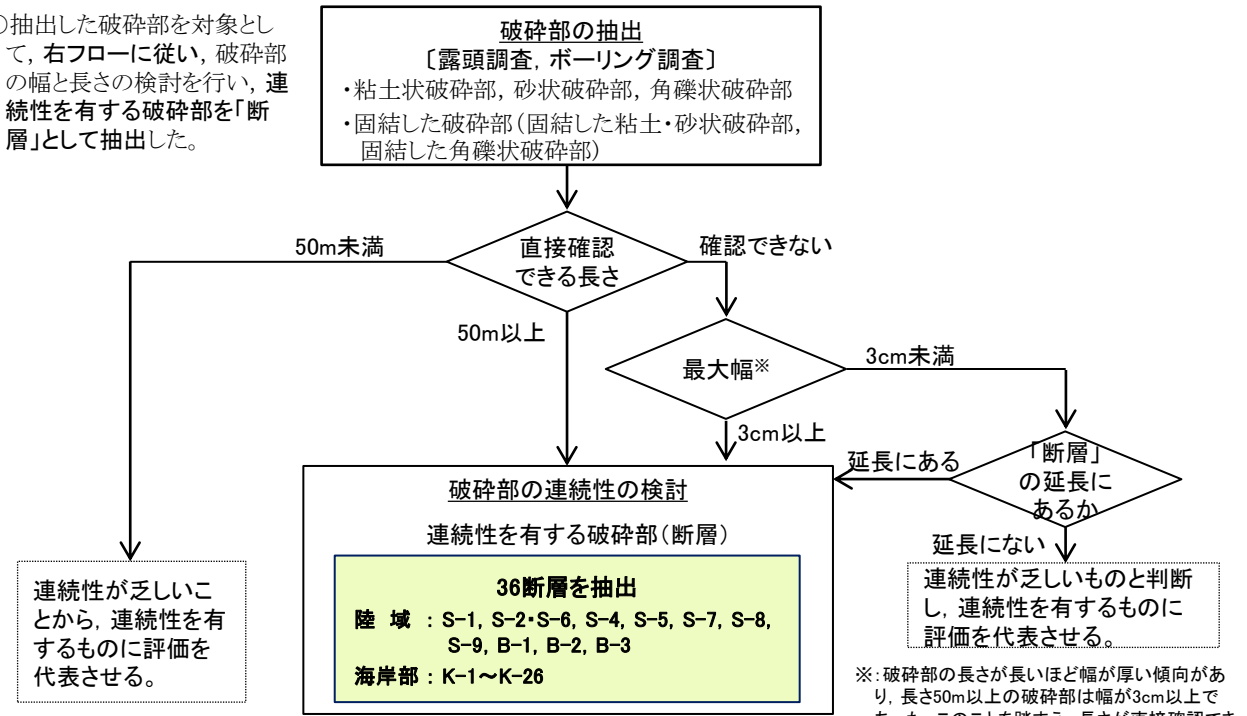 抽出した破砕部を対象とし
て，右フローに従い，破砕部
の幅と長さの検討を行い，連
続性を有する破砕部を「断
層」として抽出した。
破砕部の抽出
〔露頭調査，ボーリング調査〕
・粘土状破砕部，砂状破砕部，角礫状破砕部
・固結した破砕部（固結した粘土・砂状破砕部，
固結した角礫状破砕部）
50m未満
直接確認
できる長さ
確認できない
50m以上
最大幅※
3cm未満
3cm以上
「断層」
の延長に
あるか
延長にある
延長にない
破砕部の連続性の検討
連続性を有する破砕部（断層）
36断層を抽出
陸 域 ：S-1，S-2・S-6，S-4，S-5，S-7，S-8，
S-9，B-1，B-2，B-3
海岸部：K-1～K-26
連続性が乏しいこ
とから，連続性を有
するものに評価を
代表させる。
連続性が乏しいものと判断
し，連続性を有するものに
評価を代表させる。
※：破砕部の長さが長いほど幅が厚い傾向があ
り，長さ50m以上の破砕部は幅が3cm以上で